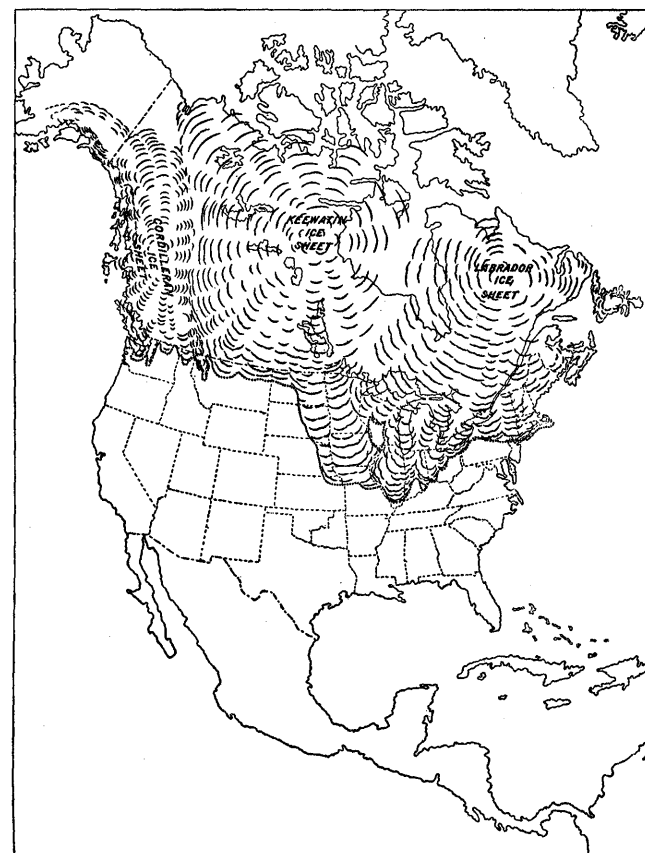 CORDILLERAN
ICE
SHEET
KEEWATIN
ICE
SHEET
LABRADOR
ICE
SHEET